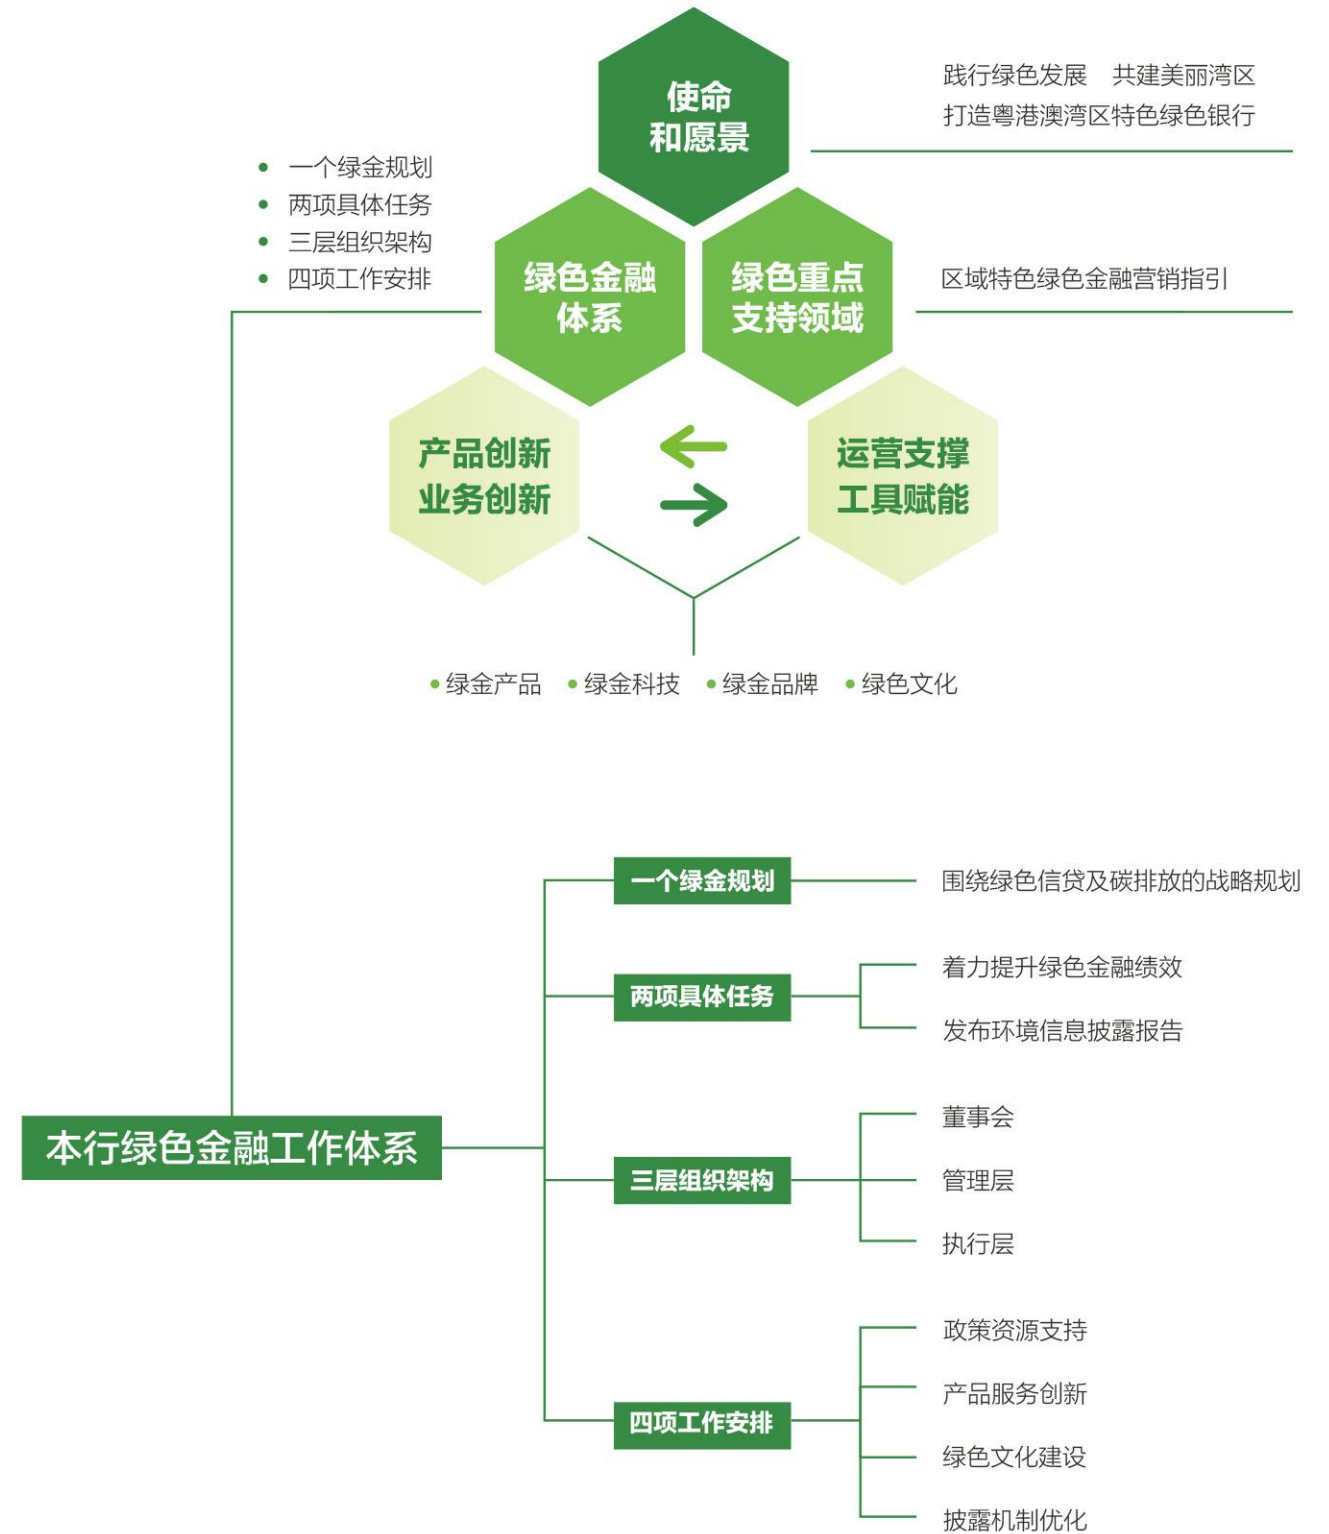 使命
和愿景
践行绿色发展 共建美丽湾区
打造粤港澳湾区特色绿色银行
一个绿金规划
两项具体任务
三层组织架构
四项工作安排
绿色金融
体系
绿色重点
支持领域
区域特色绿色金融营销指引
产品创新
业务创新
运营支撑
工具赋能
绿金产品 绿金科技 绿金品牌 绿色文化
本行绿色金融工作体系
一个绿金规划
围绕绿色信贷及碳排放的战略规划
两项具体任务
着力提升绿色金融绩效
发布环境信息披露报告
三层组织架构
董事会
管理层
执行层
四项工作安排
政策资源支持
产品服务创新
绿色文化建设
披露机制优化